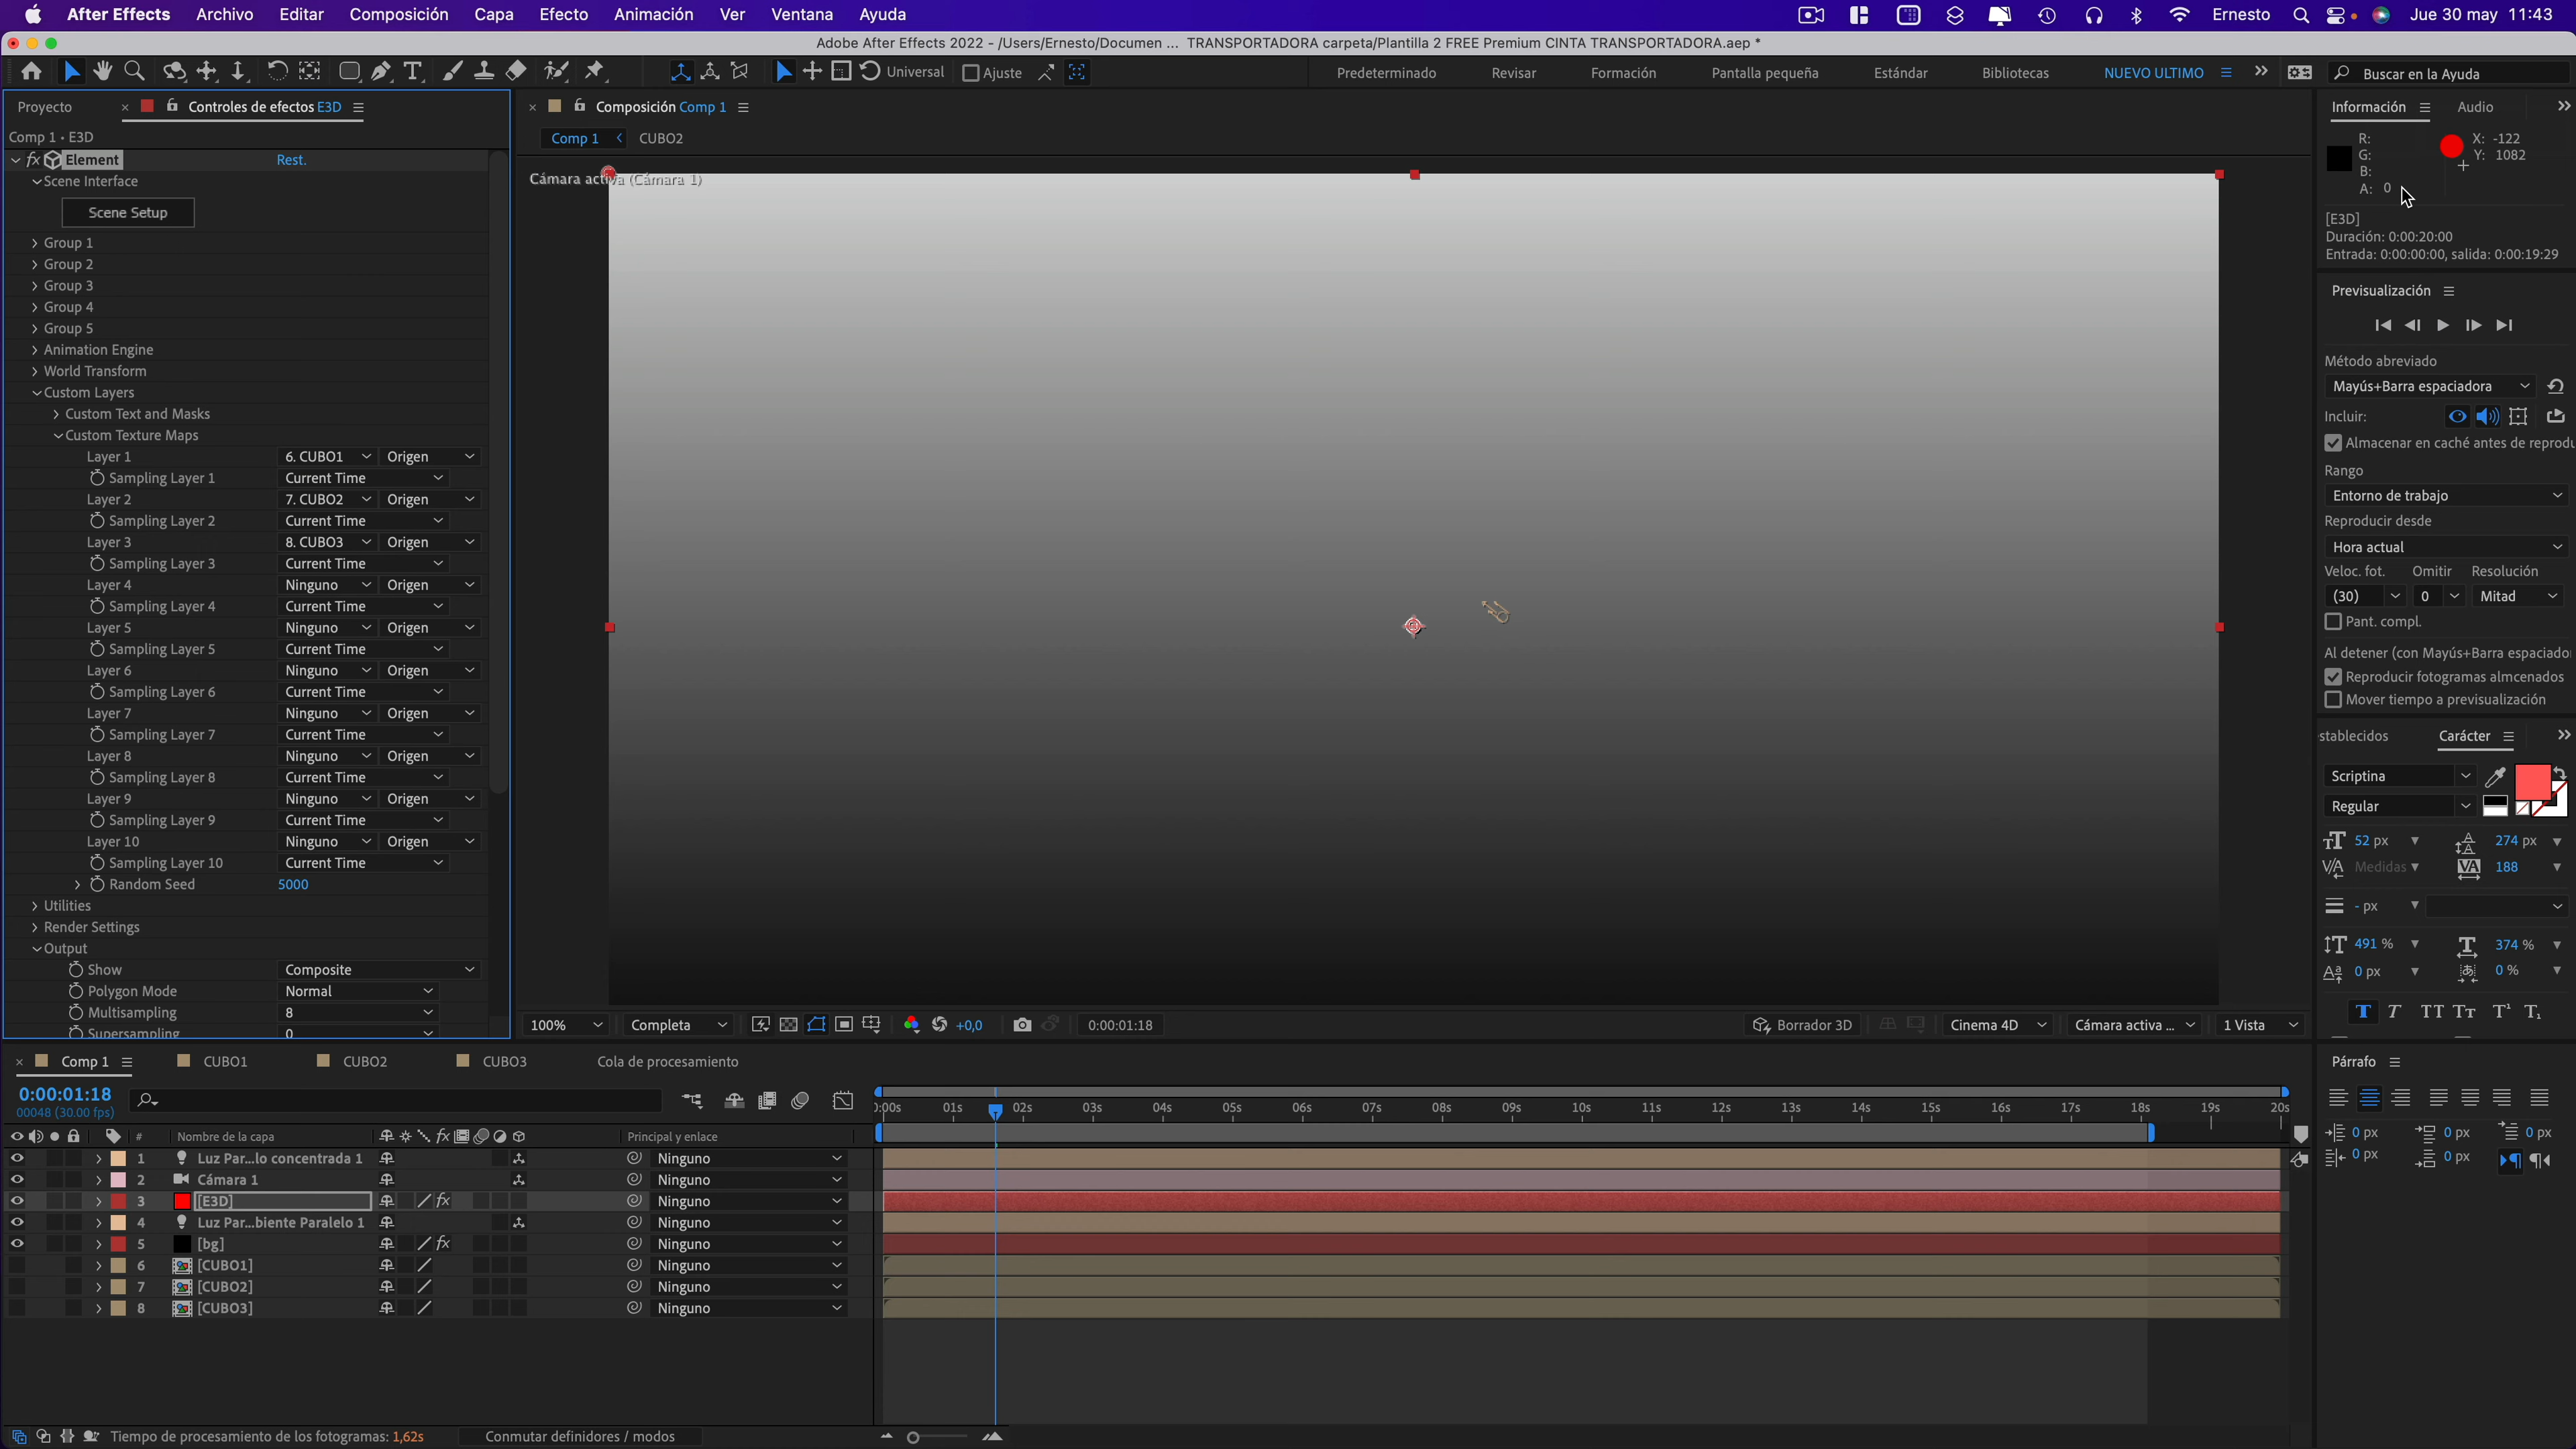 After Effects Archivo Editar Composición Capa Efecto Animación Ver Ventana Ayuda Ernesto Jue 30 may 11:43
Adobe After Effects 2022 - /Users/Ernesto/Documen ... TRANSPORTADORA carpeta/Plantilla 2 FREE Premium CINTA TRANSPORTADORA.aep *
Universal Ajuste Predeterminado Revisar Formación Pantalla pequeña Estándar Bibliotecas NUEVO ULTIMO Buscar en la Ayuda
Proyecto Controles de efectos E3D
Comp 1 • E3D
fx Element Rest.
Scene Interface
Scene Setup
Group 1
Group 2
Group 3
Group 4
Group 5
Animation Engine
World Transform
Custom Layers
Custom Text and Masks
Custom Texture Maps
Layer 1 6. CUBO1 Origen
Sampling Layer 1 Current Time
Layer 2 7. CUBO2 Origen
Sampling Layer 2 Current Time
Layer 3 8. CUBO3 Origen
Sampling Layer 3 Current Time
Layer 4 Ninguno Origen
Sampling Layer 4 Current Time
Layer 5 Ninguno Origen
Sampling Layer 5 Current Time
Layer 6 Ninguno Origen
Sampling Layer 6 Current Time
Layer 7 Ninguno Origen
Sampling Layer 7 Current Time
Layer 8 Ninguno Origen
Sampling Layer 8 Current Time
Layer 9 Ninguno Origen
Sampling Layer 9 Current Time
Layer 10 Ninguno Origen
Sampling Layer 10 Current Time
Random Seed 5000
Utilities
Render Settings
Output
Show Composite
Polygon Mode Normal
Multisampling 8
Supersampling 0
Composición Comp 1
Comp 1 CUBO2
Cámara activa (Cámara 1)
100% Completa +0,0 0:00:01:18 Borrador 3D Cinema 4D Cámara activa ... 1 Vista
Información Audio
R: X: -122
G: Y: 1082
B:
A: 0
[E3D]
Duración: 0:00:20:00
Entrada: 0:00:00:00, salida: 0:00:19:29
Previsualización
Método abreviado
Mayús+Barra espaciadora
Incluir:
Almacenar en caché antes de reprodu
Rango
Entorno de trabajo
Reproducir desde
Hora actual
Veloc. fot. Omitir Resolución
(30) 0 Mitad
Pant. compl.
Al detener (con Mayús+Barra espaciador
Reproducir fotogramas almcenados
Mover tiempo a previsualización
stablecidos Carácter
Scriptina
Regular
52 px 274 px
Medidas 188
- px
491 % 374 %
0 px 0 %
T T TT Tt T¹ T₁
Párrafo
0 px 0 px 0 px
0 px 0 px
Comp 1 CUBO1 CUBO2 CUBO3 Cola de procesamiento
0:00:01:18
00048 (30.00 fps)
0:00s 01s 02s 03s 04s 05s 06s 07s 08s 09s 10s 11s 12s 13s 14s 15s 16s 17s 18s 19s 20s
# Nombre de la capa fx Principal y enlace
1 Luz Par...lo concentrada 1 Ninguno
2 Cámara 1 Ninguno
3 [E3D] fx Ninguno
4 Luz Par...biente Paralelo 1 Ninguno
5 [bg] fx Ninguno
6 [CUBO1] Ninguno
7 [CUBO2] Ninguno
8 [CUBO3] Ninguno
Tiempo de procesamiento de los fotogramas: 1,62s Conmutar definidores / modos